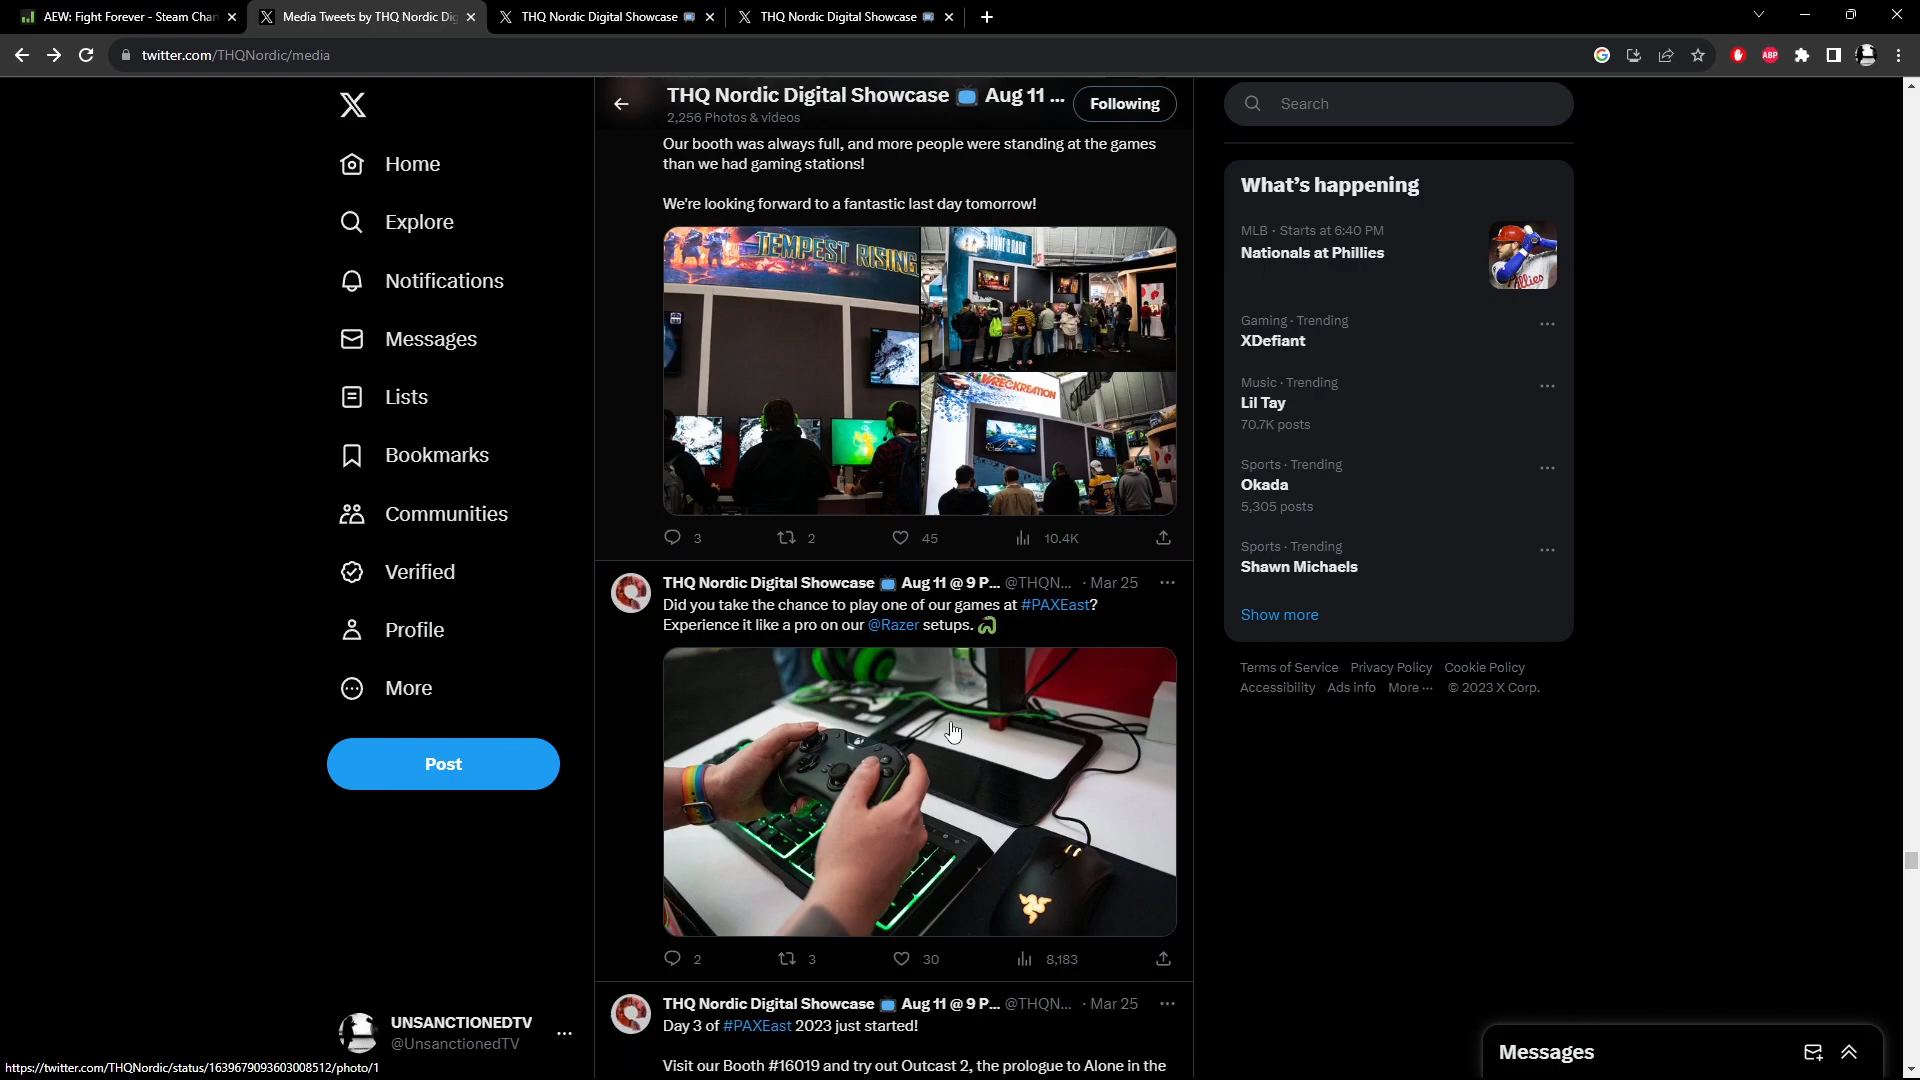 AEW: Fight Forever - Steam Char
Media Tweets by THQ Nordic Dig
THQ Nordic Digital Showcase
THQ Nordic Digital Showcase
twitter.com/THQNordic/media
ABP
Home
Explore
Notifications
Messages
Lists
Bookmarks
Communities
Verified
Profile
More
Post
UNSANCTIONEDTV
@UnsanctionedTV
https://twitter.com/THQNordic/status/1639679093603008512/photo/1
THQ Nordic Digital Showcase 📺 Aug 11 ...
2,256 Photos & videos
Following
Our booth was always full, and more people were standing at the games
than we had gaming stations!
We're looking forward to a fantastic last day tomorrow!
TEMPEST RISING
ALONE IN THE DARK
WRECKREATION
3 2 45 10.4K
THQ Nordic Digital Showcase 📺 Aug 11 @ 9 P... @THQN... · Mar 25
Did you take the chance to play one of our games at #PAXEast?
Experience it like a pro on our @Razer setups. 🐍
2 3 30 8,183
THQ Nordic Digital Showcase 📺 Aug 11 @ 9 P... @THQN... · Mar 25
Day 3 of #PAXEast 2023 just started!
Visit our Booth #16019 and try out Outcast 2, the prologue to Alone in the
Search
What's happening
MLB · Starts at 6:40 PM
Nationals at Phillies
Phillies
Gaming · Trending
XDefiant
Music · Trending
Lil Tay
70.7K posts
Sports · Trending
Okada
5,305 posts
Sports · Trending
Shawn Michaels
Show more
Terms of Service Privacy Policy Cookie Policy
Accessibility Ads info More ··· © 2023 X Corp.
Messages